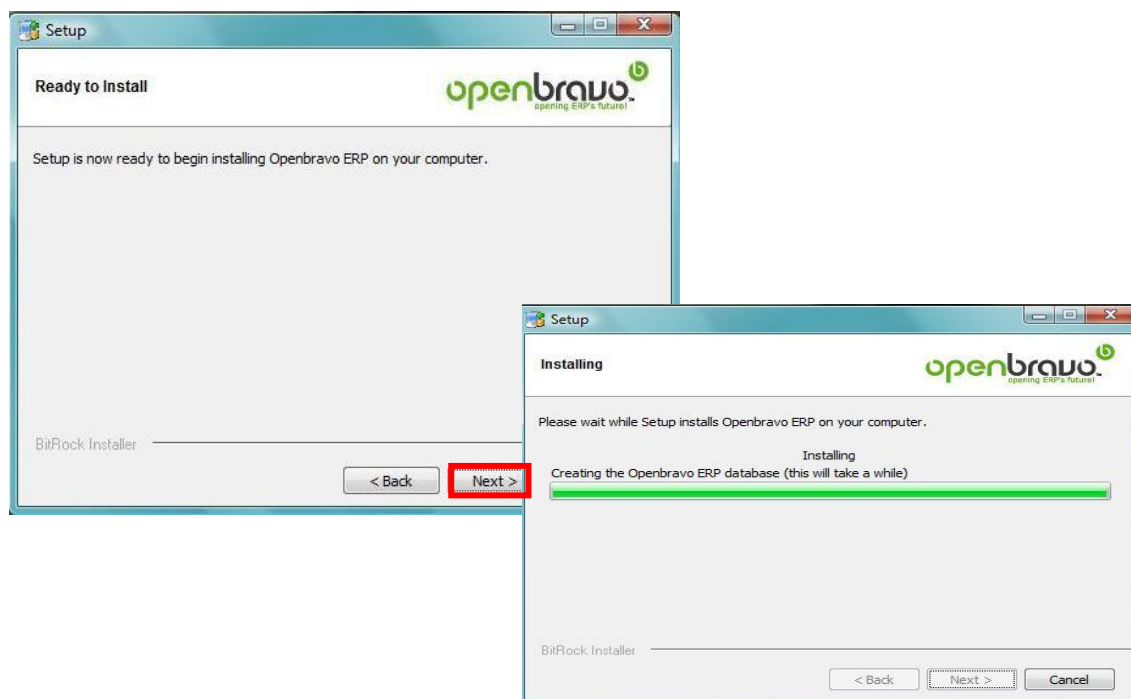 Setup
Ready to Install
openbravo.
opening ERP's future!
Setup is now ready to begin installing Openbravo ERP on your computer.
BitRock Installer
< Back
Next >
Setup
Installing
openbravo.
opening ERP's future!
Please wait while Setup installs Openbravo ERP on your computer.
Installing
Creating the Openbravo ERP database (this will take a while)
BitRock Installer
< Back
Next >
Cancel